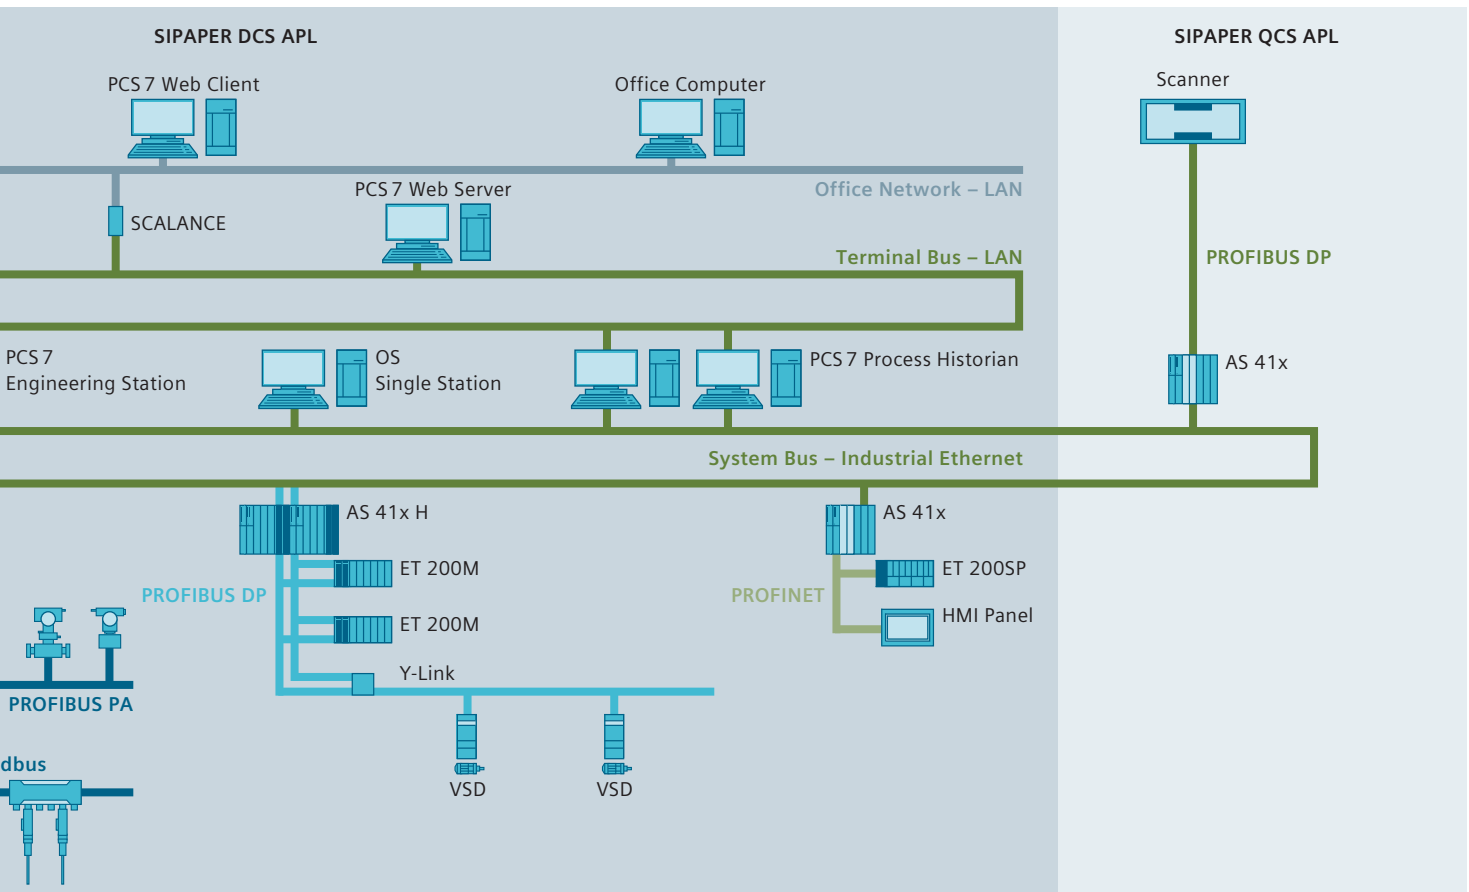 SIPAPER DCS APL
SIPAPER QCS APL
PCS 7 Web Client
Office Computer
Scanner
Office Network – LAN
PCS 7 Web Server
SCALANCE
Terminal Bus – LAN
PROFIBUS DP
PCS 7
Engineering Station
OS
Single Station
PCS 7 Process Historian
AS 41x
System Bus – Industrial Ethernet
AS 41x H
AS 41x
ET 200M
ET 200SP
PROFIBUS DP
PROFINET
HMI Panel
ET 200M
Y-Link
PROFIBUS PA
dbus
VSD
VSD